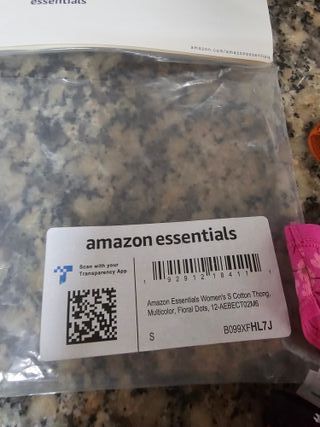 essentials
amazon.com/amazonessentials
amazon essentials
Scan with your
Transparency App
192912184111
Amazon Essentials Women's S Cotton Thong,
Multicolor, Floral Dots, 12-AEBECT02M6
S
B099XFHL7J